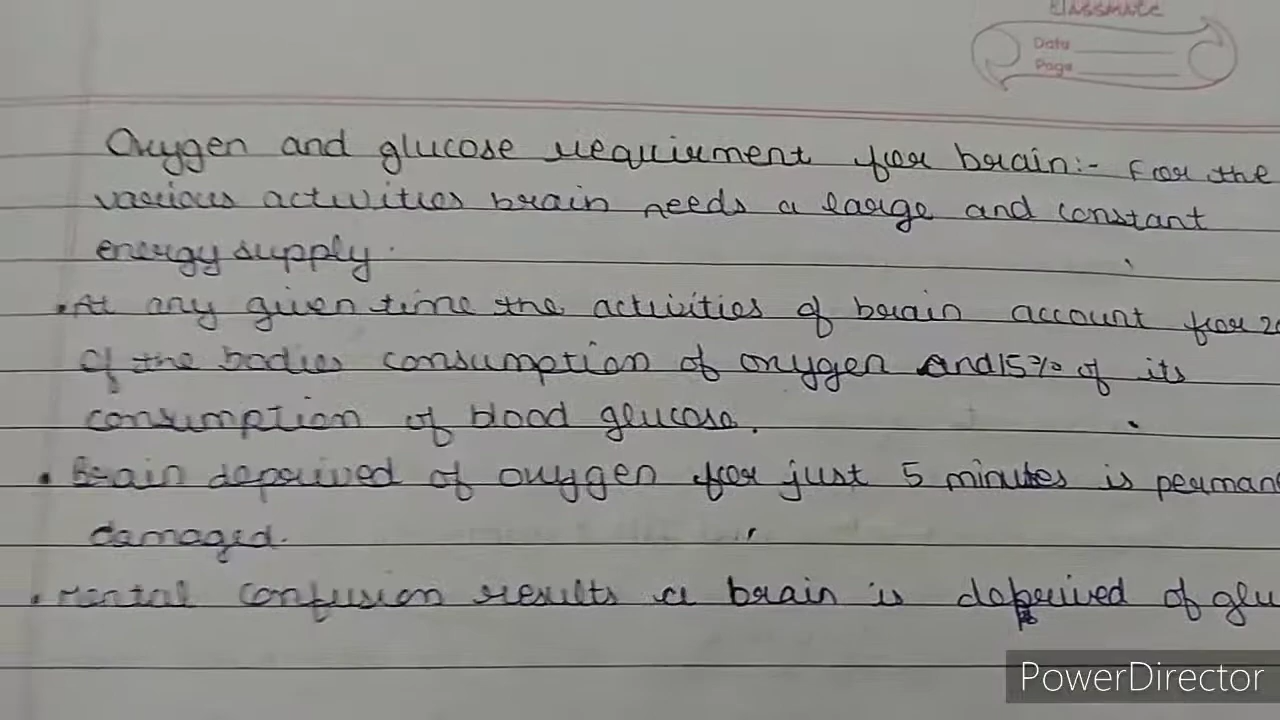 classmate
Date
Page
Oxygen and glucose requirment for brain:- For the
various activities brain needs a large and constant
energy supply.
• At any given time the activities of brain account for 20
of the bodies consumption of oxygen and 15% of its
consumption of blood glucose.
• Brain deprived of oxygen for just 5 minutes is perman
damaged.
• Mental confusion results a brain is deprived of glu
PowerDirector